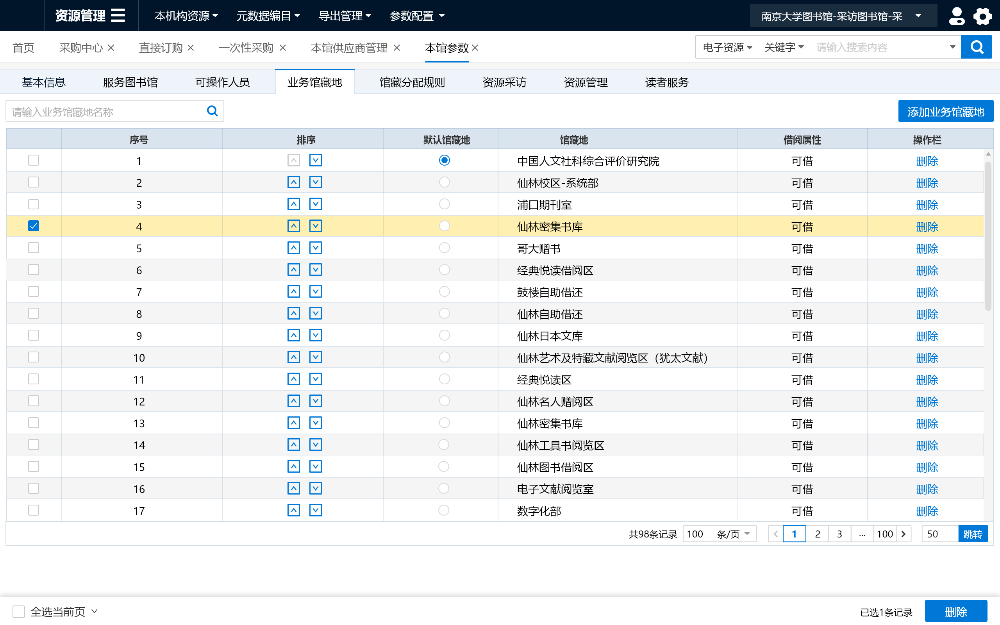 资源管理 本机构资源 元数据编目 导出管理 参数配置 南京大学图书馆-采访图书馆-采
首页 采购中心 直接订购 一次性采购 本馆供应商管理 本馆参数 电子资源 关键字 请输入搜索内容
基本信息 服务图书馆 可操作人员 业务馆藏地 馆藏分配规则 资源采访 资源管理 读者服务
请输入业务馆藏地名称 添加业务馆藏地
序号 排序 默认馆藏地 馆藏地 借阅属性 操作栏
1 中国人文社科综合评价研究院 可借 删除
2 仙林校区-系统部 可借 删除
3 浦口期刊室 可借 删除
4 仙林密集书库 可借 删除
5 哥大赠书 可借 删除
6 经典悦读借阅区 可借 删除
7 鼓楼自助借还 可借 删除
8 仙林自助借还 可借 删除
9 仙林日本文库 可借 删除
10 仙林艺术及特藏文献阅览区（犹太文献） 可借 删除
11 经典悦读区 可借 删除
12 仙林名人赠阅区 可借 删除
13 仙林密集书库 可借 删除
14 仙林工具书阅览区 可借 删除
15 仙林图书借阅区 可借 删除
16 电子文献阅览室 可借 删除
17 数字化部 可借 删除
共98条记录 100 条/页 1 2 3 ... 100 50 跳转
全选当前页 已选1条记录 删除